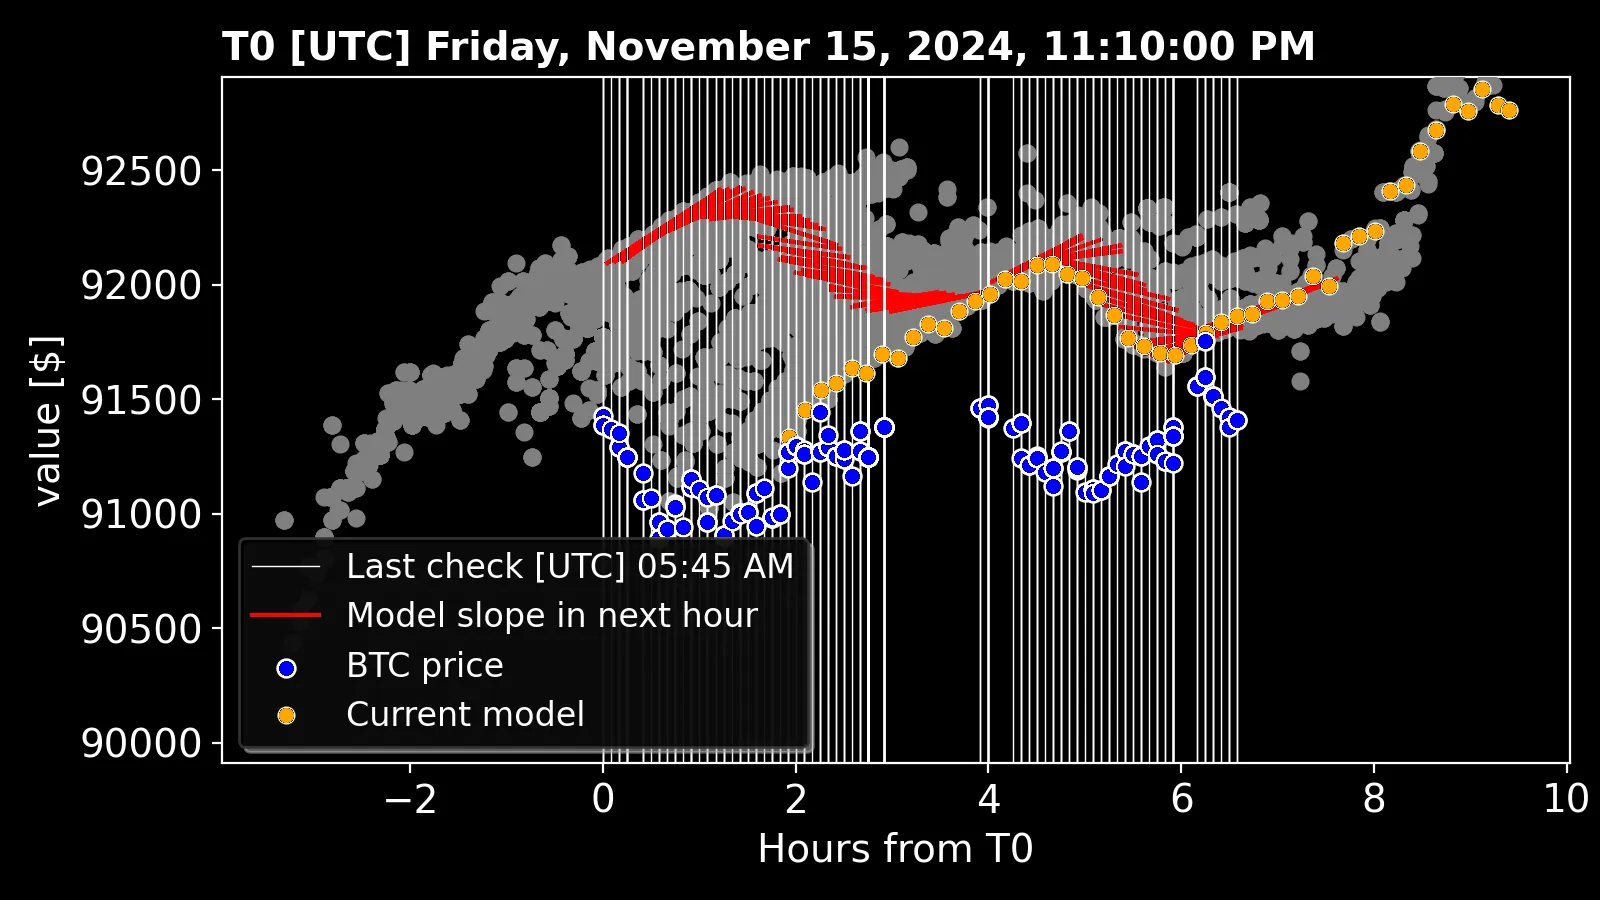 T0 [UTC] Friday, November 15, 2024, 11:10:00 PM
value [$]
92500
92000
91500
91000
90500
90000
Last check [UTC] 05:45 AM
Model slope in next hour
BTC price
Current model
−2
0
2
4
6
8
10
Hours from T0